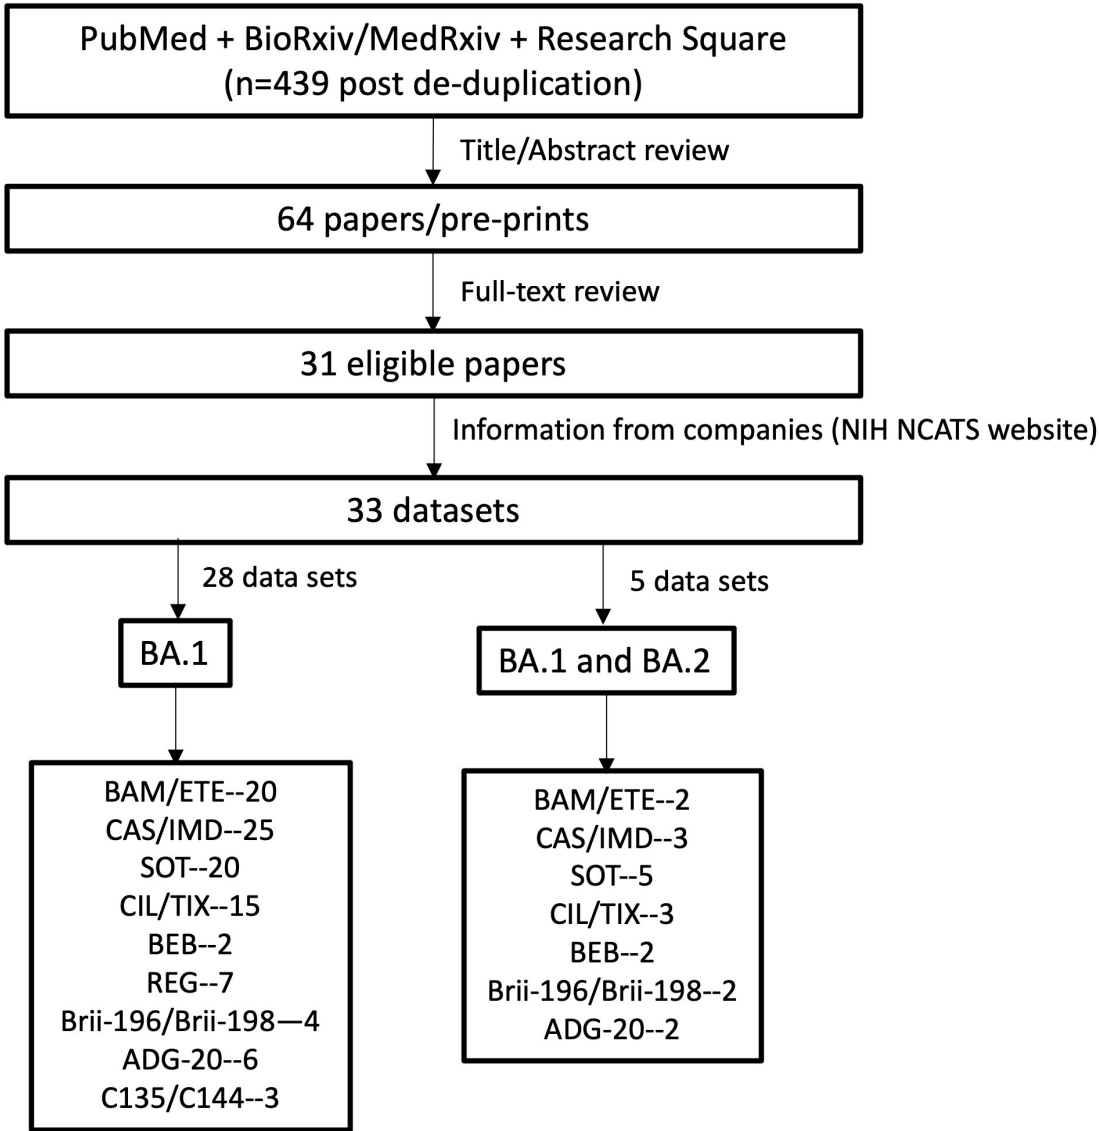 PubMed + BioRxiv/MedRxiv + Research Square
(n=439 post de-duplication)
Title/Abstract review
64 papers/pre-prints
Full-text review
31 eligible papers
Information from companies (NIH NCATS website)
33 datasets
28 data sets
5 data sets
BA.1
BA.1 and BA.2
BAM/ETE--20
CAS/IMD--25
SOT--20
CIL/TIX--15
BEB--2
REG--7
Brii-196/Brii-198—4
ADG-20--6
C135/C144--3
BAM/ETE--2
CAS/IMD--3
SOT--5
CIL/TIX--3
BEB--2
Brii-196/Brii-198--2
ADG-20--2